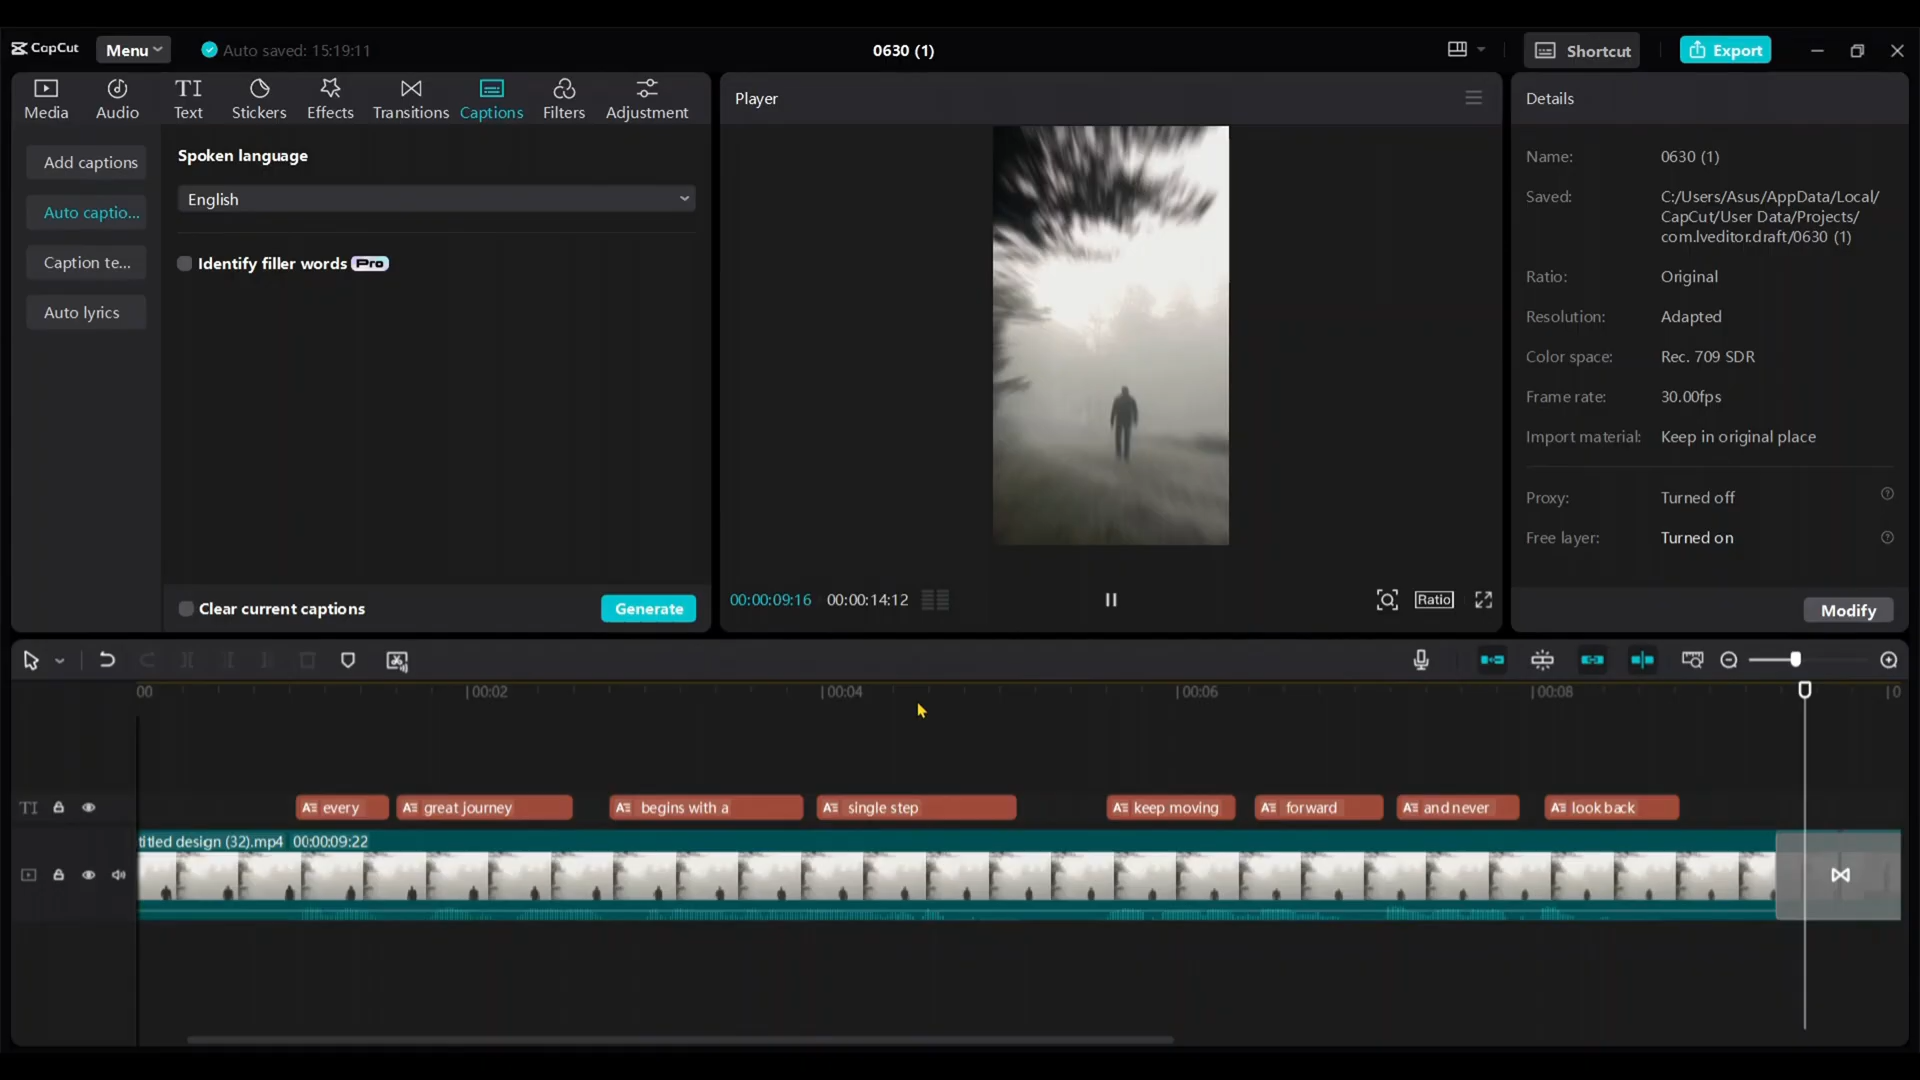 CapCut
Menu
Auto saved: 15:19:11
0630 (1)
Shortcut
Export
Media
Audio
TI
Text
Stickers
Effects
Transitions
Captions
Filters
Adjustment
Player
Details
Add captions
Auto captio...
Caption te...
Auto lyrics
Spoken language
English
Identify filler words Pro
Clear current captions
Generate
00:00:09:16 00:00:14:12
Ratio
Name: 0630 (1)
Saved: C:/Users/Asus/AppData/Local/
CapCut/User Data/Projects/
com.lveditor.draft/0630 (1)
Ratio: Original
Resolution: Adapted
Color space: Rec. 709 SDR
Frame rate: 30.00fps
Import material: Keep in original place
Proxy: Turned off
Free layer: Turned on
Modify
00 |00:02 |00:04 |00:06 |00:08 |0
TI
A every
A great journey
A begins with a
A single step
A keep moving
A forward
A and never
A look back
titled design (32).mp4 00:00:09:22